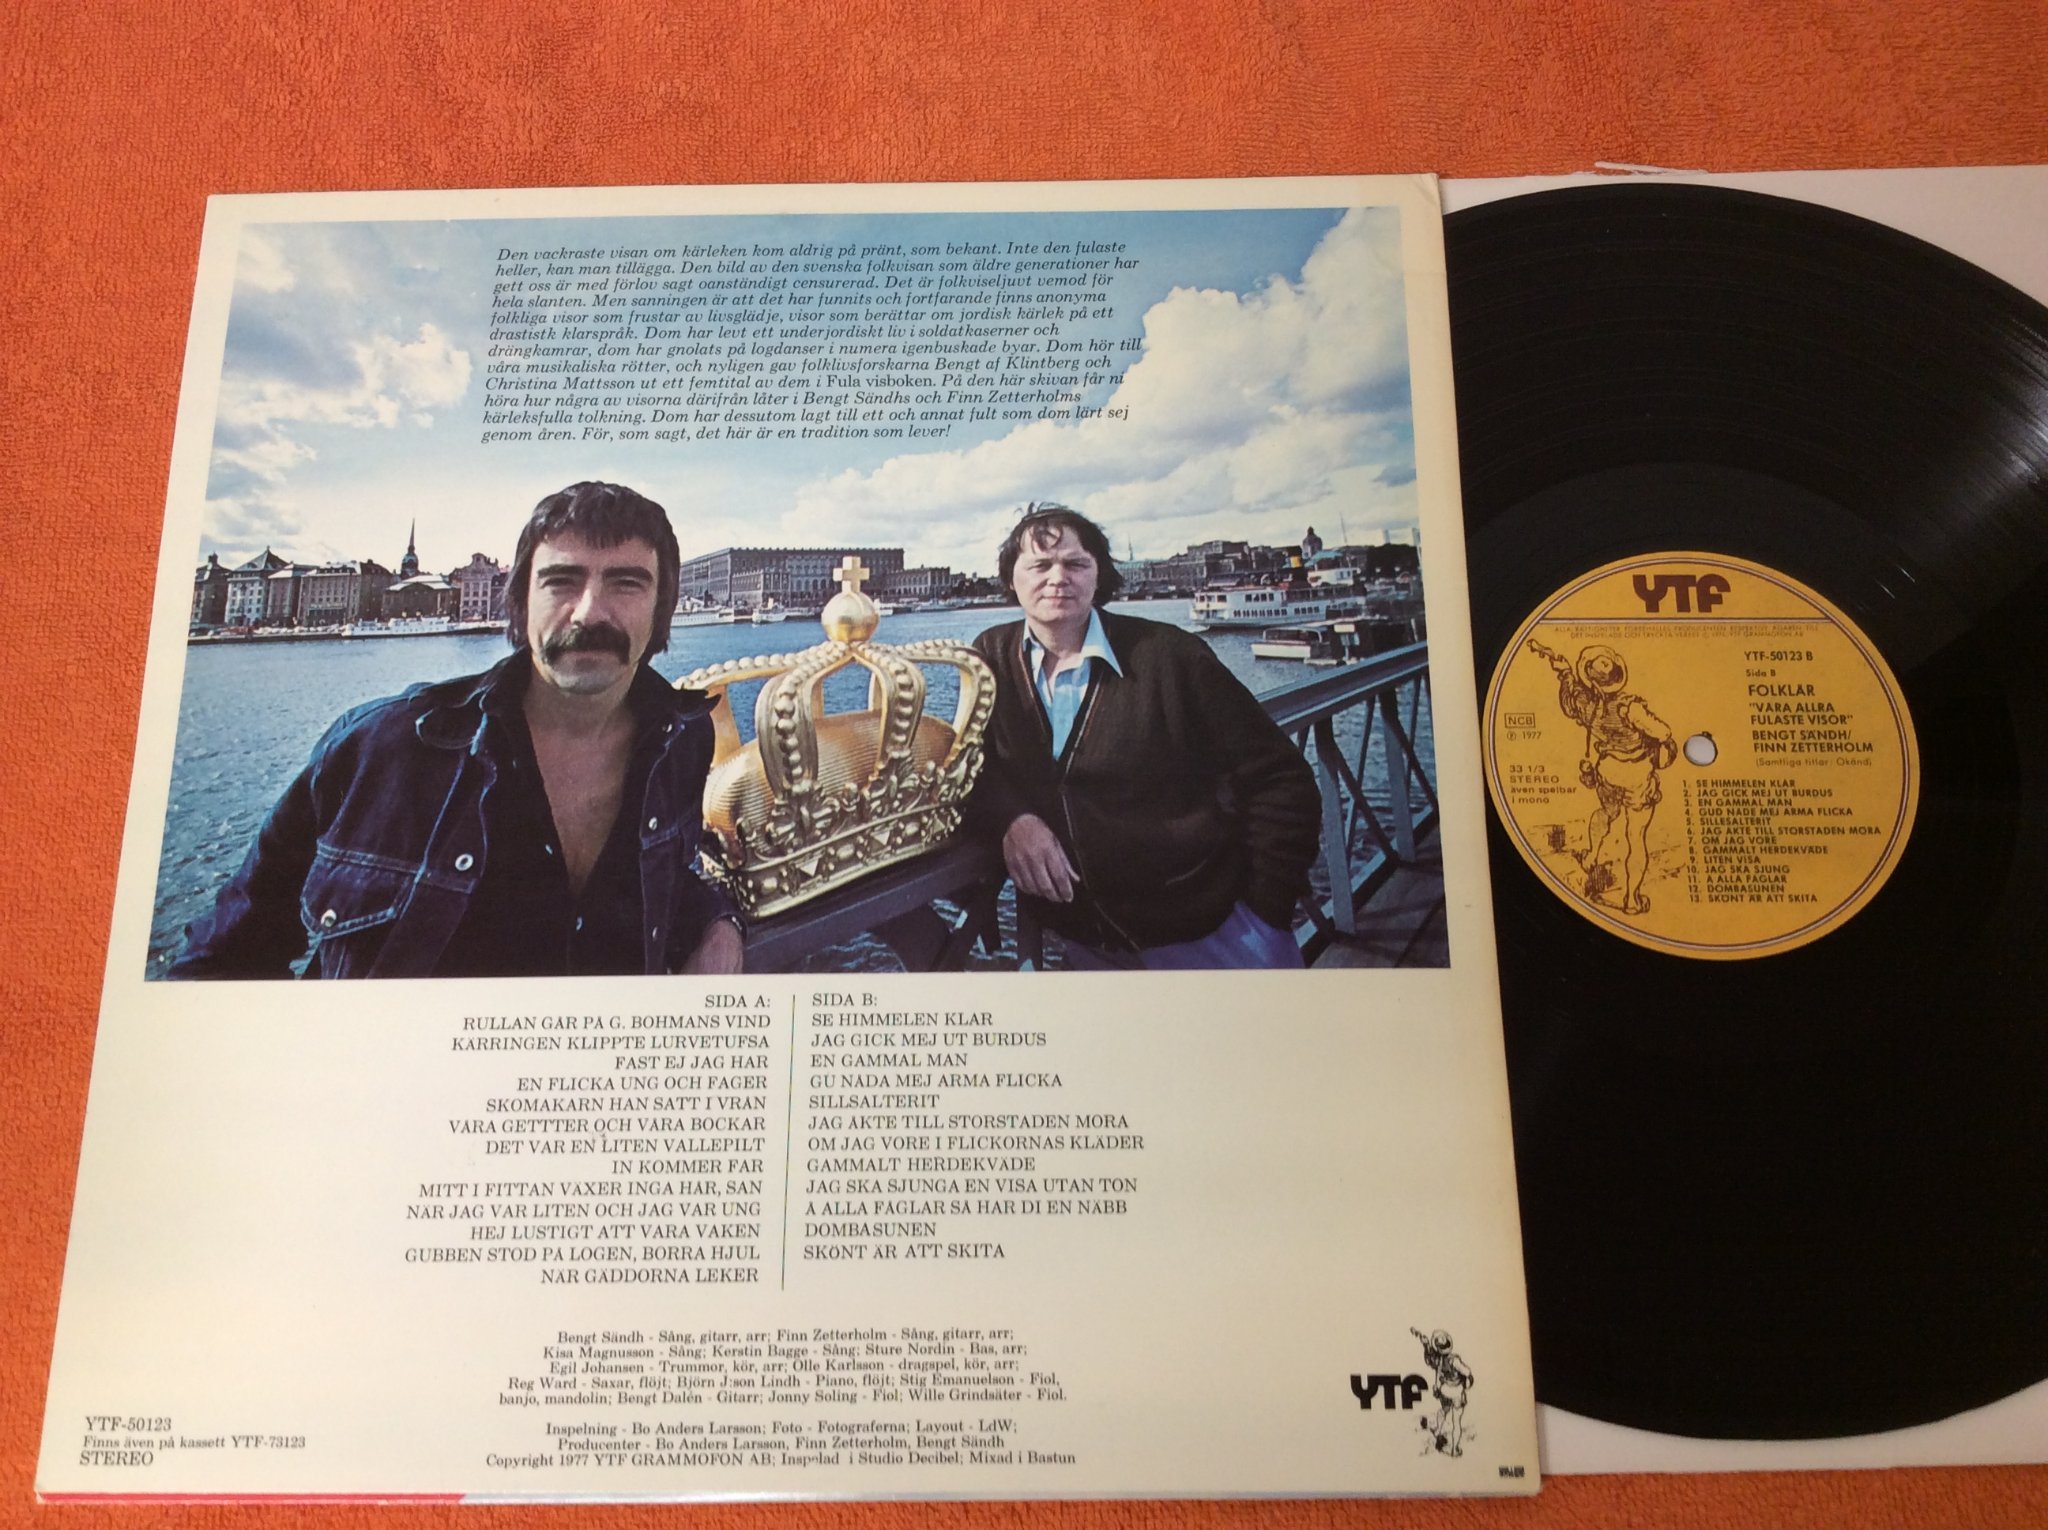 Den vackraste visan om kärleken kom aldrig på pränt, som bekant. Inte den fulaste
heller, kan man tillägga. Den bild av den svenska folkvisan som äldre generationer har
gett oss är med förlov sagt oanständigt censurerad. Det är folkviseljuvt vemod för
hela slanten. Men sanningen är att det har funnits och fortfarande finns anonyma
folkliga visor som frustar av livsglädje, visor som berättar om jordisk kärlek på ett
drastistk klarspråk. Dom har levt ett underjordiskt liv i soldatkaserner och
drängkamrar, dom har gnolats på logdanser i numera igenbuskade byar. Dom hör till
våra musikaliska rötter, och nyligen gav folklivsforskarna Bengt af Klintberg och
Christina Mattsson ut ett femtital av dem i Fula visboken. På den här skivan får ni
höra hur några av visorna därifrån låter i Bengt Sändhs och Finn Zetterholms
kärleksfulla tolkning. Dom har dessutom lagt till ett och annat fult som dom lärt sej
genom åren. För, som sagt, det här är en tradition som lever!
SIDA A:
RULLAN GÅR PÅ G. BOHMANS VIND
KÄRRINGEN KLIPPTE LURVETUFSA
FAST EJ JAG HAR
EN FLICKA UNG OCH FAGER
SKOMAKARN HAN SATT I VRÅN
VÅRA GETTTER OCH VÅRA BOCKAR
DET VAR EN LITEN VALLEPILT
IN KOMMER FAR
MITT I FITTAN VÄXER INGA HÅR, SAN
NÄR JAG VAR LITEN OCH JAG VAR UNG
HEJ LUSTIGT ATT VARA VAKEN
GUBBEN STOD PÅ LOGEN, BORRA HJUL
NÄR GÄDDORNA LEKER
SIDA B:
SE HIMMELEN KLAR
JAG GICK MEJ UT BURDUS
EN GAMMAL MAN
GU NÅDA MEJ ARMA FLICKA
SILLSALTERIT
JAG ÅKTE TILL STORSTADEN MORA
OM JAG VORE I FLICKORNAS KLÄDER
GAMMALT HERDEKVÄDE
JAG SKA SJUNGA EN VISA UTAN TON
Å ALLA FÅGLAR SÅ HAR DI EN NÄBB
DOMBASUNEN
SKÖNT ÄR ATT SKITA
Bengt Sändh - Sång, gitarr, arr; Finn Zetterholm - Sång, gitarr, arr;
Kisa Magnusson - Sång; Kerstin Bagge - Sång; Sture Nordin - Bas, arr;
Egil Johansen - Trummor, kör, arr; Olle Karlsson - dragspel, kör, arr;
Reg Ward - Saxar, flöjt; Björn J:son Lindh - Piano, flöjt; Stig Emanuelson - Fiol,
banjo, mandolin; Bengt Dalén - Gitarr; Jonny Soling - Fiol; Wille Grindsäter - Fiol.
Inspelning - Bo Anders Larsson; Foto - Fotograferna; Layout - LdW;
Producenter - Bo Anders Larsson, Finn Zetterholm, Bengt Sändh
Copyright 1977 YTF GRAMMOFON AB; Inspelad i Studio Decibel; Mixad i Bastun
YTF-50123
Finns även på kassett YTF-73123
STEREO
YTF
YTF
YTF-50123 B
Sida B
FOLKLÅR
"VÅRA ALLRA
FULASTE VISOR"
BENGT SÄNDH/
FINN ZETTERHOLM
(Samtliga titlar: Okänd)
NCB
℗ 1977
33 1/3
STEREO
även spelbar
i mono
1. SE HIMMELEN KLAR
2. JAG GICK MEJ UT BURDUS
3. EN GAMMAL MAN
4. GUD NÅDE MEJ ARMA FLICKA
5. SILLESALTERIT
6. JAG ÅKTE TILL STORSTADEN MORA
7. OM JAG VORE
8. GAMMALT HERDEKVÄDE
9. LITEN VISA
10. JAG SKA SJUNG
11. Å ALLA FÅGLAR
12. DOMBASUNEN
13. SKÖNT ÄR ATT SKITA